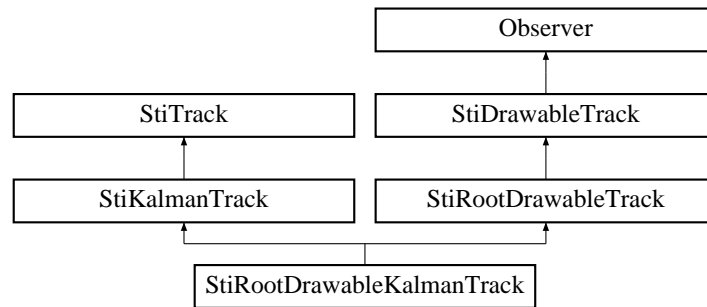 Observer
StiTrack
StiDrawableTrack
StiKalmanTrack
StiRootDrawableTrack
StiRootDrawableKalmanTrack